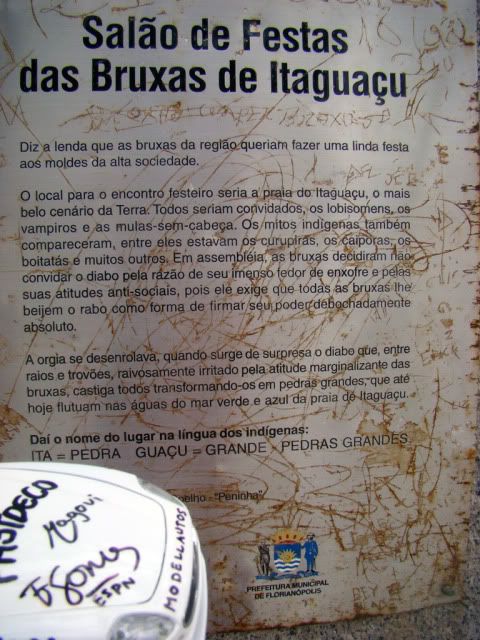 Salão de Festas
das Bruxas de Itaguaçu
Diz a lenda que as bruxas da região queriam fazer uma linda festa
aos moldes da alta sociedade.
O local para o encontro festeiro seria a praia do Itaguaçu, o mais
belo cenário da Terra. Todos seriam convidados, os lobisomens, os
vampiros e as mulas-sem-cabeça. Os mitos indígenas também
compareceram, entre eles estavam os curupiras, os caiporas, os
boitatás e muitos outros. Em assembléia, as bruxas decidiram não
convidar o diabo pela razão de seu imenso fedor de enxofre e pelas
suas atitudes anti-sociais, pois ele exige que todas as bruxas lhe
beijem o rabo como forma de firmar seu poder debochadamente
absoluto.
A orgia se desenrolava, quando surge de surpresa o diabo que, entre
raios e trovões, raivosamente irritado pela atitude marginalizante das
bruxas, castiga todos transformando-os em pedras grandes, que até
hoje flutuam nas águas do mar verde e azul da praia de Itaguaçu.
Daí o nome do lugar na língua dos indígenas:
ITA = PEDRA GUAÇU = GRANDE - PEDRAS GRANDES
"Peninha"
ESPN
MODELLAUTOS
PREFEITURA MUNICIPAL
DE FLORIANÓPOLIS